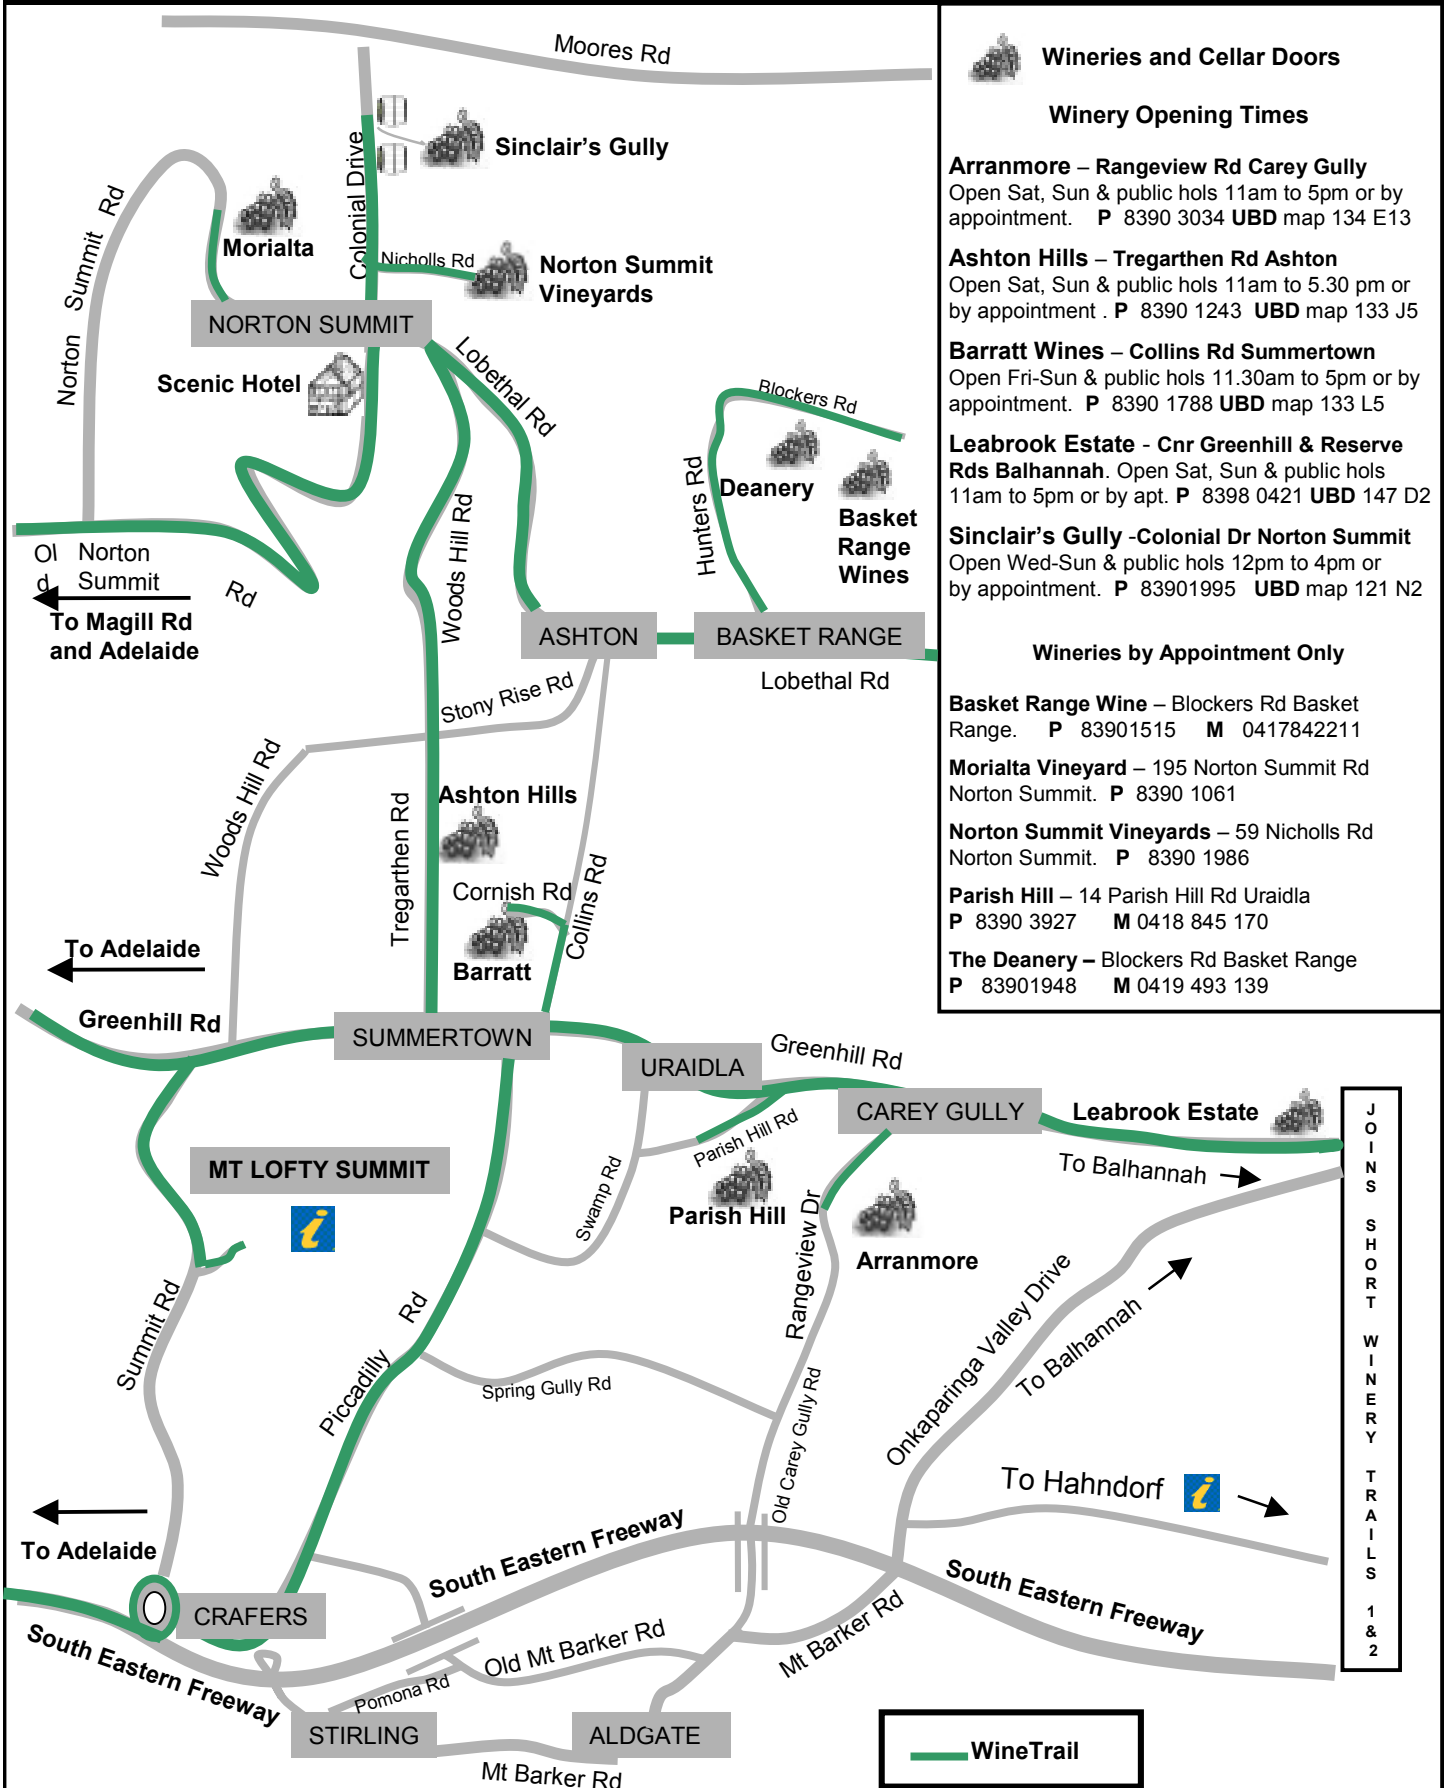 Moores Rd
Colonial Drive
Sinclair's Gully
Norton Summit Rd
Morialta
Nicholls Rd
Norton Summit
Vineyards
NORTON SUMMIT
Lobethal Rd
Scenic Hotel
Blockers Rd
Deanery
Hunters Rd
Basket
Range
Wines
Woods Hill Rd
Ol
d
Norton
Summit
Rd
To Magill Rd
and Adelaide
ASHTON
BASKET RANGE
Lobethal Rd
Stony Rise Rd
Woods Hill Rd
Tregarthen Rd
Ashton Hills
Cornish Rd
Collins Rd
Barratt
To Adelaide
Greenhill Rd
SUMMERTOWN
URAIDLA
Greenhill Rd
CAREY GULLY
Leabrook Estate
To Balhannah
MT LOFTY SUMMIT
i
Parish Hill Rd
Swamp Rd
Parish Hill
Rangeview Dr
Arranmore
Summit Rd
Piccadilly Rd
Spring Gully Rd
Old Carey Gully Rd
Onkaparinga Valley Drive
To Balhannah
To Hahndorf
i
To Adelaide
CRAFERS
South Eastern Freeway
South Eastern Freeway
South Eastern Freeway
Old Mt Barker Rd
Mt Barker Rd
Pomona Rd
STIRLING
ALDGATE
Mt Barker Rd
WineTrail
JOINS SHORT WINERY TRAILS 1& 2
Wineries and Cellar Doors
Winery Opening Times
Arranmore – Rangeview Rd Carey Gully
Open Sat, Sun & public hols 11am to 5pm or by
appointment. P 8390 3034 UBD map 134 E13
Ashton Hills – Tregarthen Rd Ashton
Open Sat, Sun & public hols 11am to 5.30 pm or
by appointment . P 8390 1243 UBD map 133 J5
Barratt Wines – Collins Rd Summertown
Open Fri-Sun & public hols 11.30am to 5pm or by
appointment. P 8390 1788 UBD map 133 L5
Leabrook Estate - Cnr Greenhill & Reserve
Rds Balhannah. Open Sat, Sun & public hols
11am to 5pm or by apt. P 8398 0421 UBD 147 D2
Sinclair's Gully -Colonial Dr Norton Summit
Open Wed-Sun & public hols 12pm to 4pm or
by appointment. P 83901995 UBD map 121 N2
Wineries by Appointment Only
Basket Range Wine – Blockers Rd Basket
Range. P 83901515 M 0417842211
Morialta Vineyard – 195 Norton Summit Rd
Norton Summit. P 8390 1061
Norton Summit Vineyards – 59 Nicholls Rd
Norton Summit. P 8390 1986
Parish Hill – 14 Parish Hill Rd Uraidla
P 8390 3927 M 0418 845 170
The Deanery – Blockers Rd Basket Range
P 83901948 M 0419 493 139